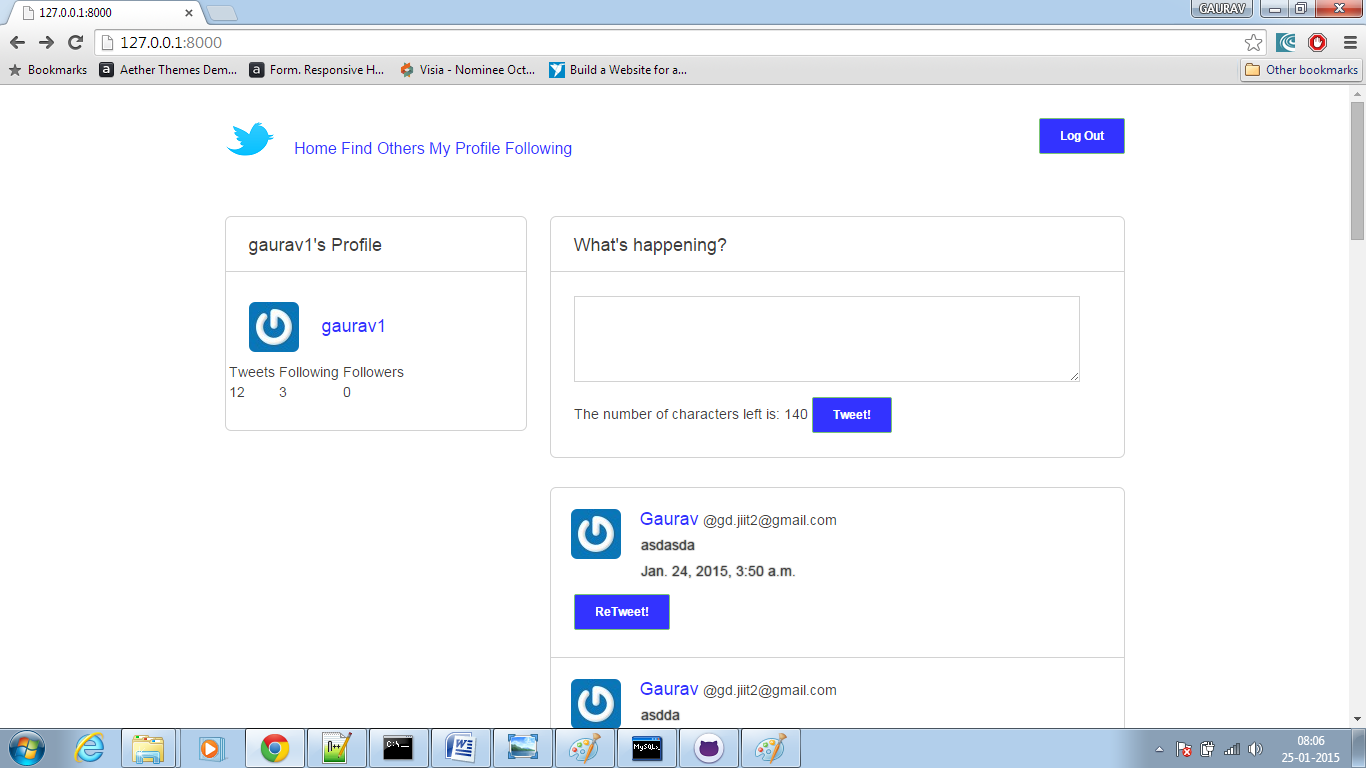 127.0.0.1:8000
GAURAV
127.0.0.1:8000
Bookmarks Aether Themes Dem... Form. Responsive H... Visia - Nominee Oct... Build a Website for a... Other bookmarks
Home Find Others My Profile Following
Log Out
gaurav1's Profile
gaurav1
Tweets Following Followers
12 3 0
What's happening?
The number of characters left is: 140 Tweet!
Gaurav @gd.jiit2@gmail.com
asdasda
Jan. 24, 2015, 3:50 a.m.
ReTweet!
Gaurav @gd.jiit2@gmail.com
asdda
C:\
MySQL
08:06
25-01-2015